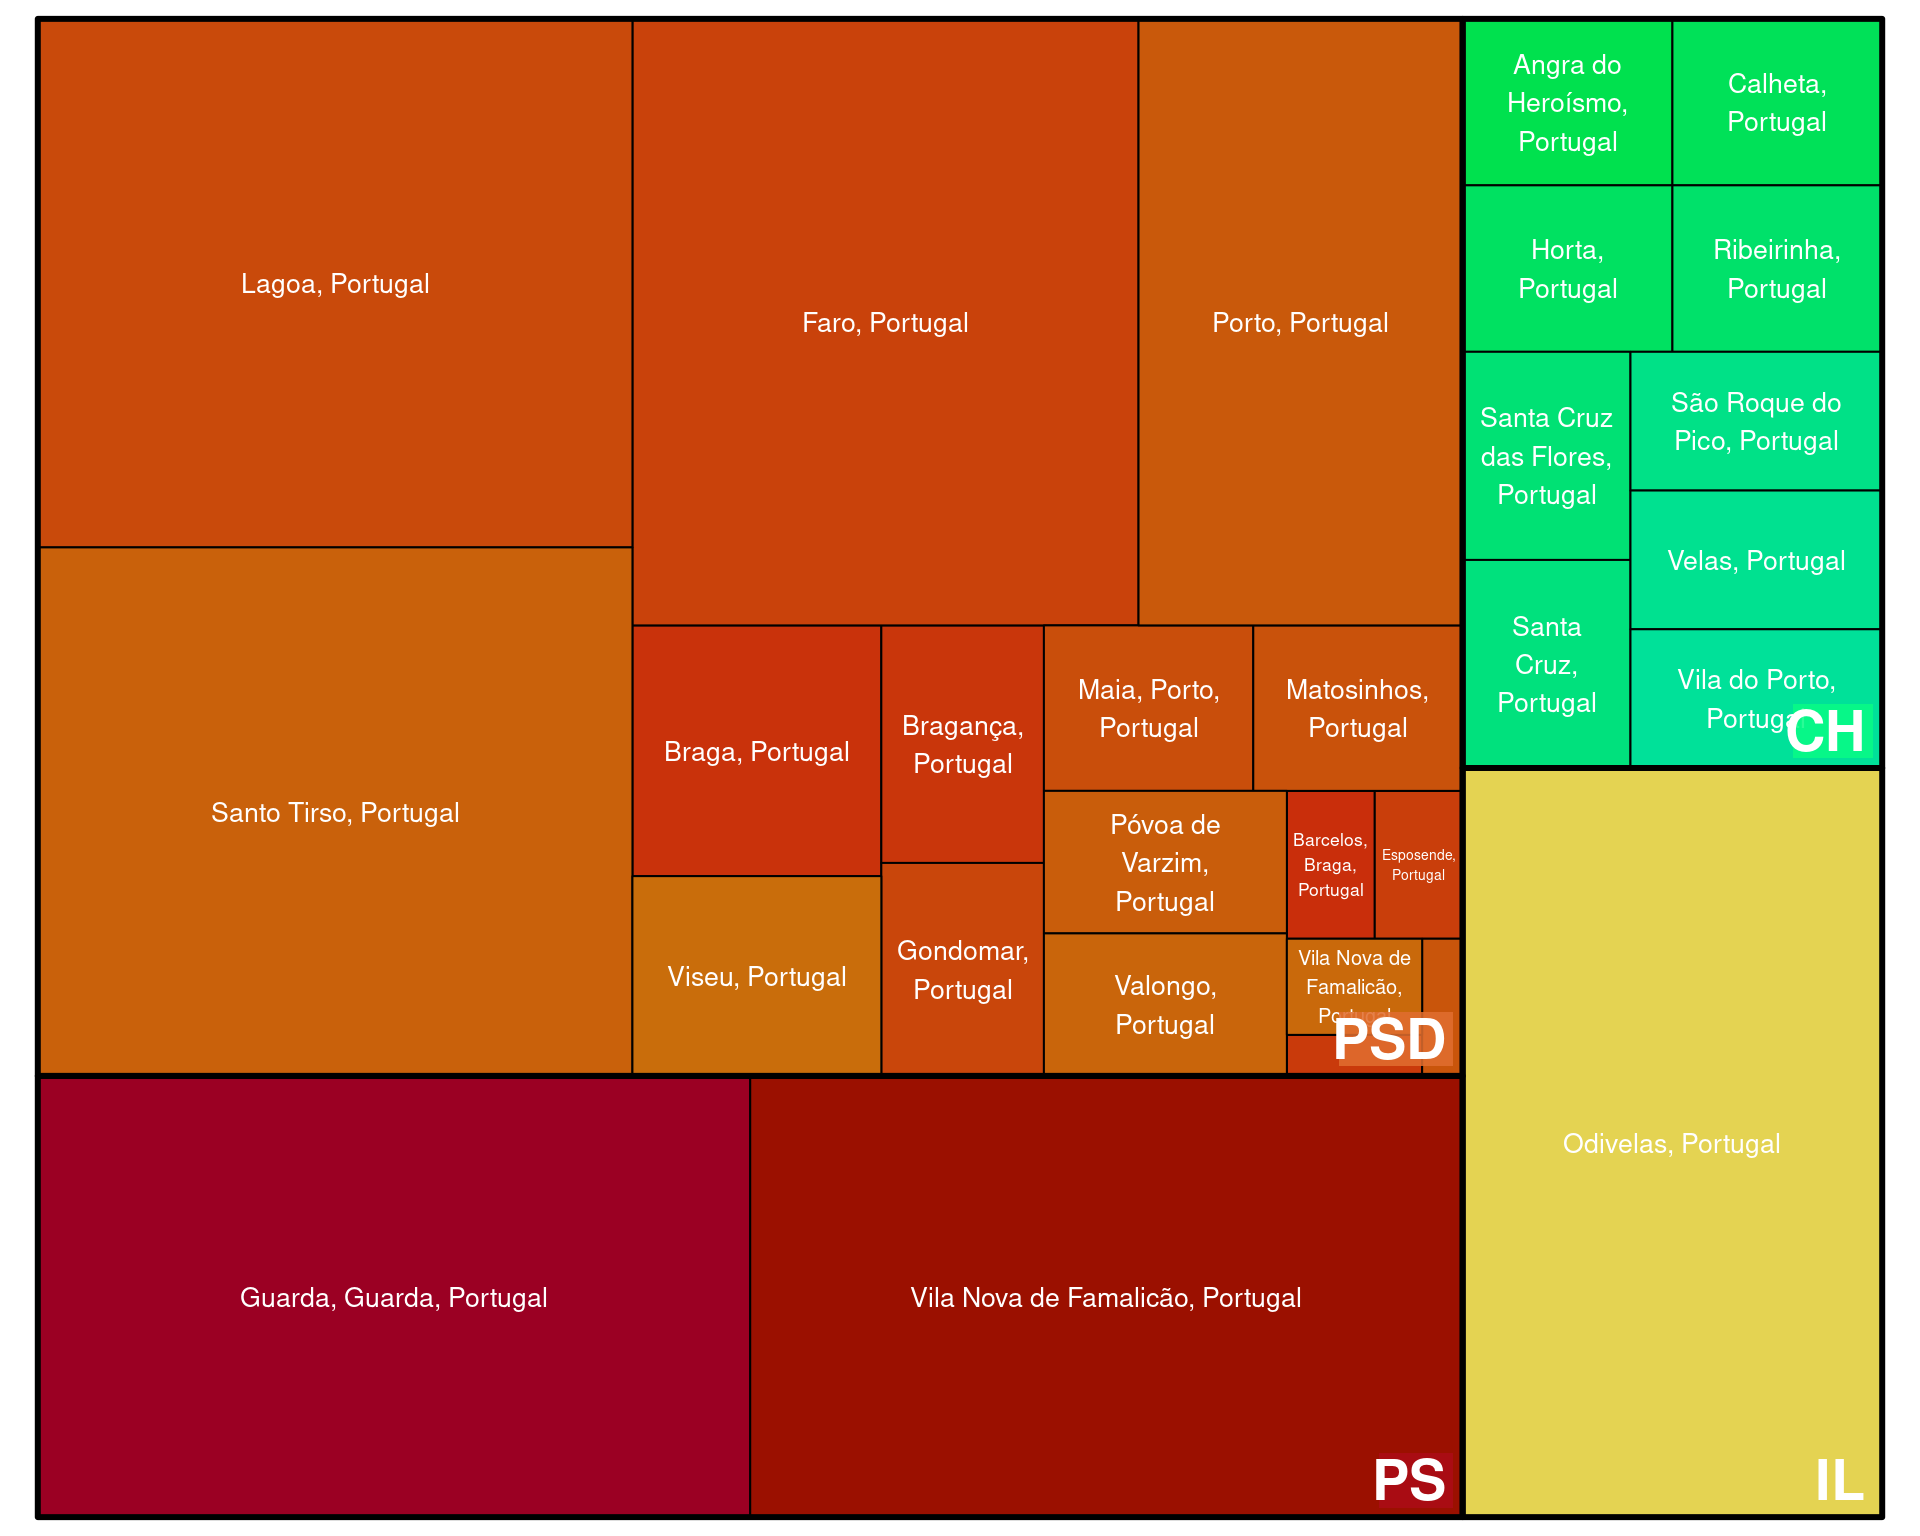 Lagoa, Portugal
Faro, Portugal
Porto, Portugal
Santo Tirso, Portugal
Braga, Portugal
Bragança,
Portugal
Maia, Porto,
Portugal
Matosinhos,
Portugal
Viseu, Portugal
Gondomar,
Portugal
Póvoa de
Varzim,
Portugal
Valongo,
Portugal
Barcelos,
Braga,
Portugal
Esposende,
Portugal
Vila Nova de
Famalicão,
Portugal
PSD
Guarda, Guarda, Portugal
Vila Nova de Famalicão, Portugal
PS
Angra do
Heroísmo,
Portugal
Calheta,
Portugal
Horta,
Portugal
Ribeirinha,
Portugal
Santa Cruz
das Flores,
Portugal
São Roque do
Pico, Portugal
Velas, Portugal
Santa
Cruz,
Portugal
Vila do Porto,
Portugal
CH
Odivelas, Portugal
IL